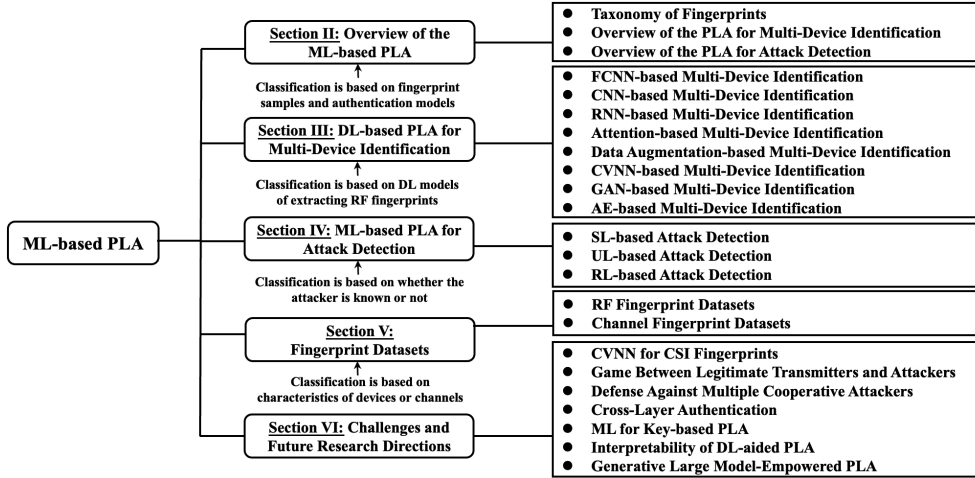 ML-based PLA
Section II: Overview of the
ML-based PLA
Classification is based on fingerprint
samples and authentication models
Section III: DL-based PLA for
Multi-Device Identification
Classification is based on DL models
of extracting RF fingerprints
Section IV: ML-based PLA for
Attack Detection
Classification is based on whether the
attacker is known or not
Section V:
Fingerprint Datasets
Classification is based on
characteristics of devices or channels
Section VI: Challenges and
Future Research Directions
● Taxonomy of Fingerprints
● Overview of the PLA for Multi-Device Identification
● Overview of the PLA for Attack Detection
● FCNN-based Multi-Device Identification
● CNN-based Multi-Device Identification
● RNN-based Multi-Device Identification
● Attention-based Multi-Device Identification
● Data Augmentation-based Multi-Device Identification
● CVNN-based Multi-Device Identification
● GAN-based Multi-Device Identification
● AE-based Multi-Device Identification
● SL-based Attack Detection
● UL-based Attack Detection
● RL-based Attack Detection
● RF Fingerprint Datasets
● Channel Fingerprint Datasets
● CVNN for CSI Fingerprints
● Game Between Legitimate Transmitters and Attackers
● Defense Against Multiple Cooperative Attackers
● Cross-Layer Authentication
● ML for Key-based PLA
● Interpretability of DL-aided PLA
● Generative Large Model-Empowered PLA